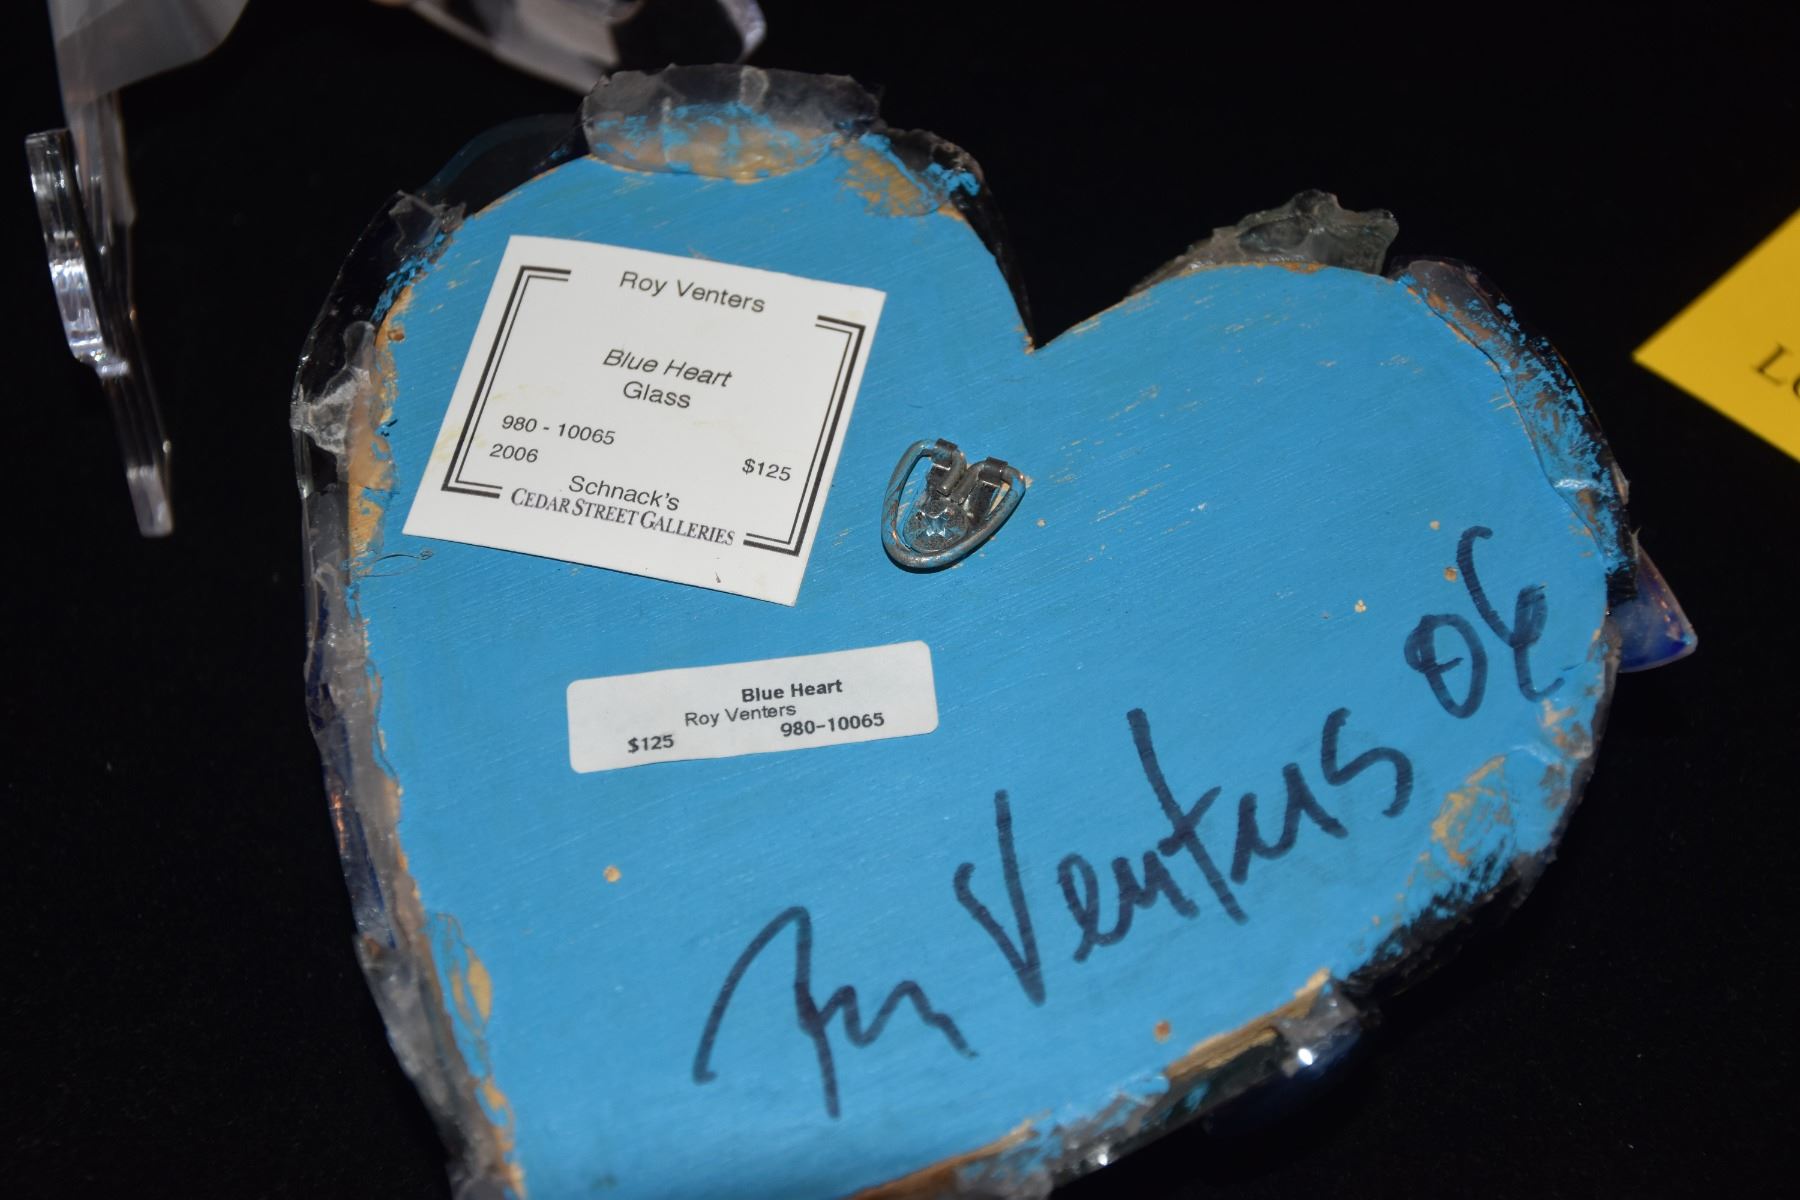 Roy Venters
Blue Heart
Glass
980 - 10065
2006 $125
Schnack's
CEDAR STREET GALLERIES
Blue Heart
Roy Venters
$125 980-10065
Roy Venters 06